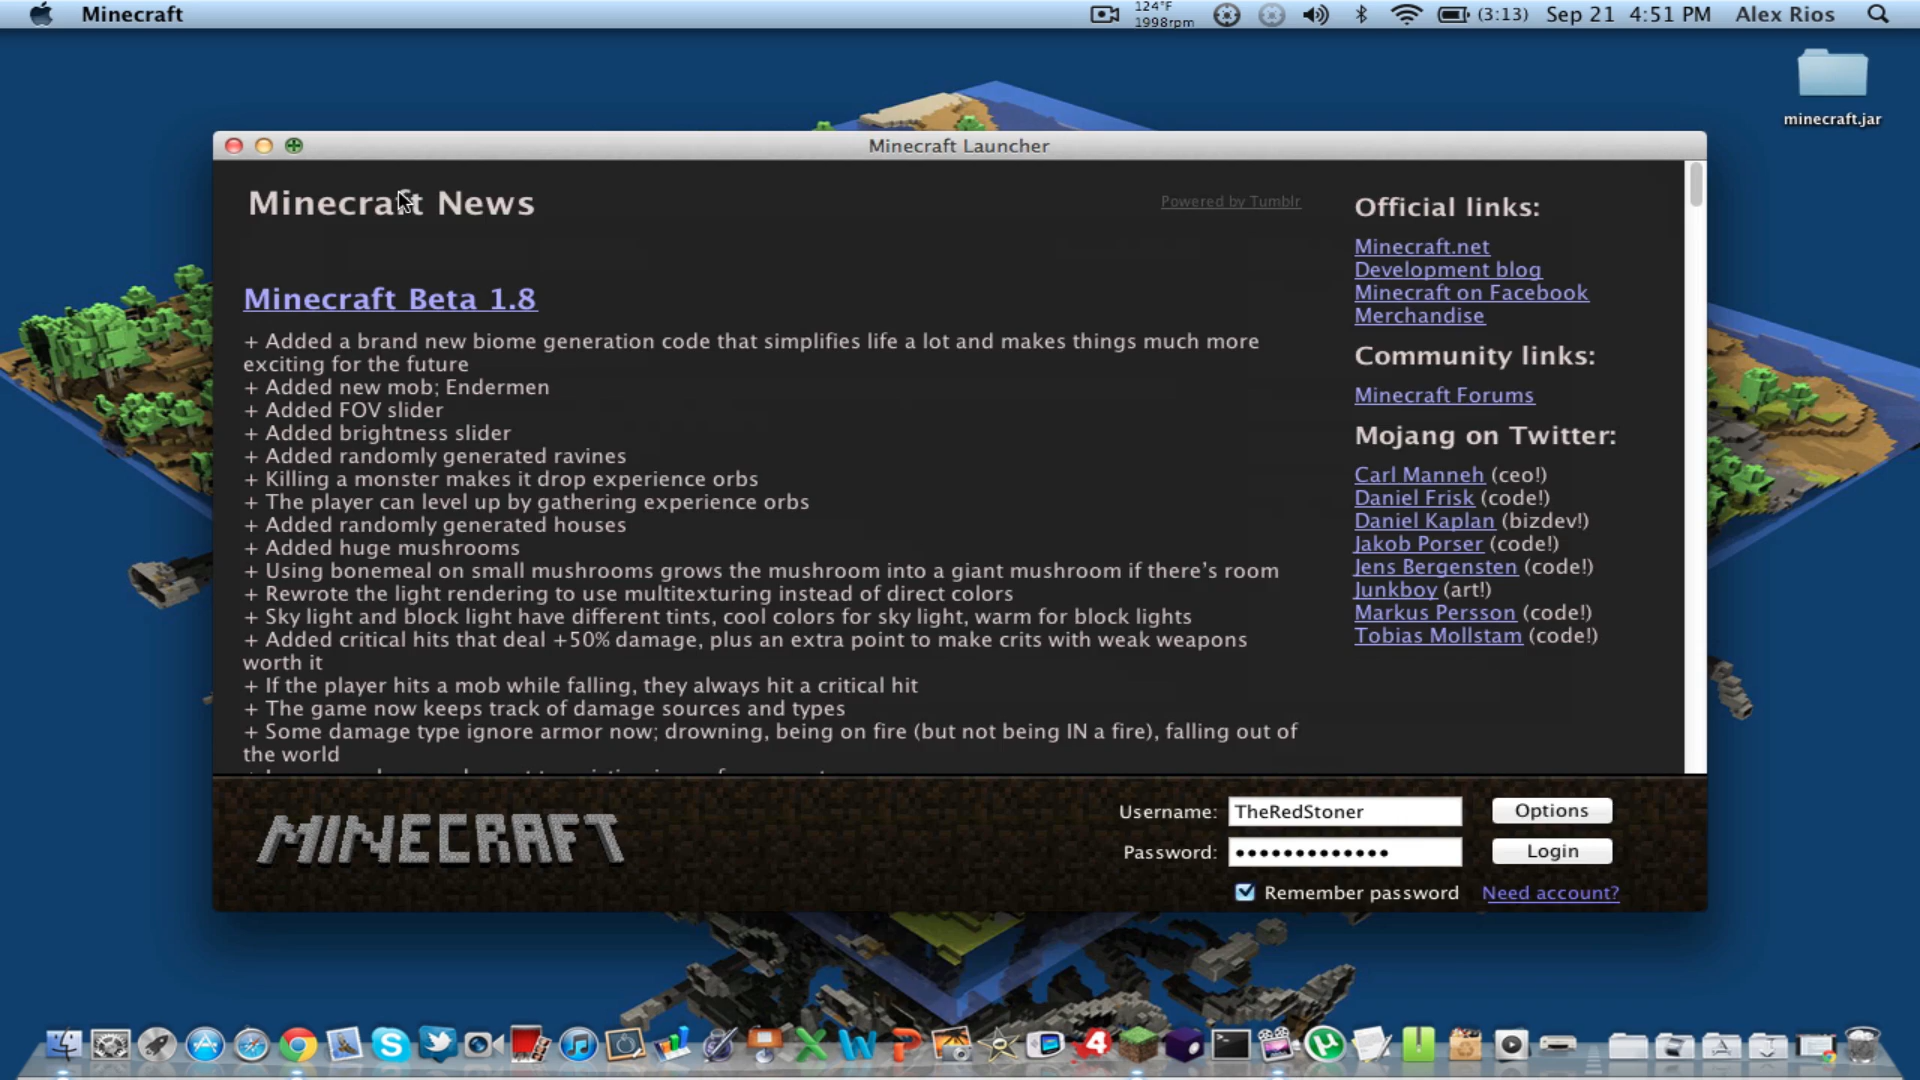 Minecraft
124°F
1998rpm
(3:13)
Sep 21 4:51 PM
Alex Rios
minecraft.jar
Minecraft Launcher
Minecraft News
Powered by Tumblr
Minecraft Beta 1.8
+ Added a brand new biome generation code that simplifies life a lot and makes things much more
exciting for the future
+ Added new mob; Endermen
+ Added FOV slider
+ Added brightness slider
+ Added randomly generated ravines
+ Killing a monster makes it drop experience orbs
+ The player can level up by gathering experience orbs
+ Added randomly generated houses
+ Added huge mushrooms
+ Using bonemeal on small mushrooms grows the mushroom into a giant mushroom if there's room
+ Rewrote the light rendering to use multitexturing instead of direct colors
+ Sky light and block light have different tints, cool colors for sky light, warm for block lights
+ Added critical hits that deal +50% damage, plus an extra point to make crits with weak weapons
worth it
+ If the player hits a mob while falling, they always hit a critical hit
+ The game now keeps track of damage sources and types
+ Some damage type ignore armor now; drowning, being on fire (but not being IN a fire), falling out of
the world
Official links:
Minecraft.net
Development blog
Minecraft on Facebook
Merchandise
Community links:
Minecraft Forums
Mojang on Twitter:
Carl Manneh (ceo!)
Daniel Frisk (code!)
Daniel Kaplan (bizdev!)
Jakob Porser (code!)
Jens Bergensten (code!)
Junkboy (art!)
Markus Persson (code!)
Tobias Mollstam (code!)
MINECRAFT
Username: TheRedStoner
Options
Password: •••••••••••••
Login
Remember password
Need account?